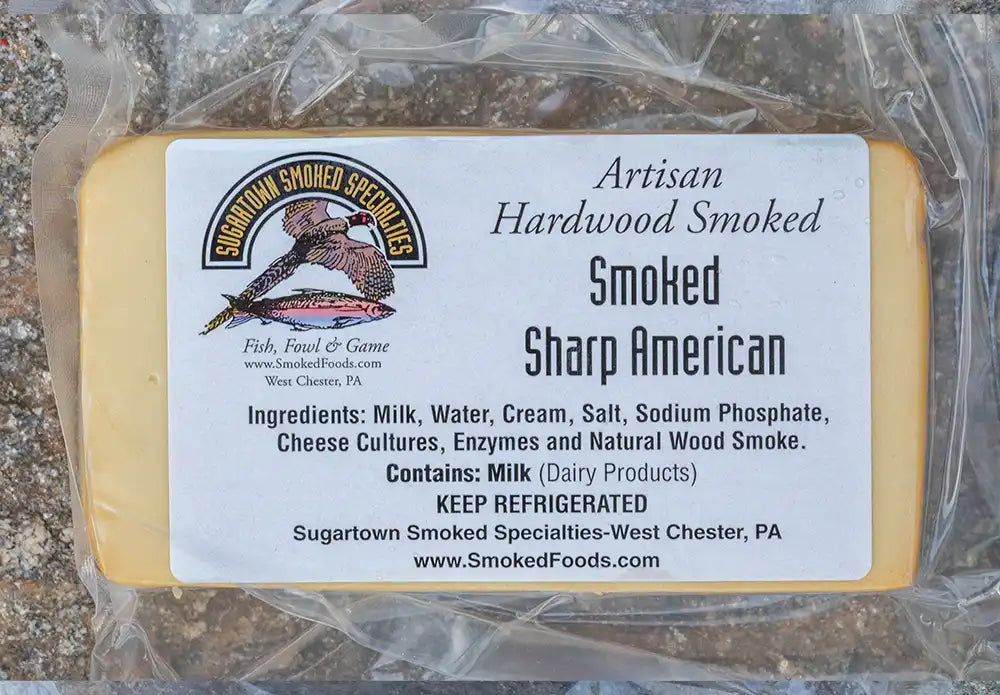 SUGARTOWN SMOKED SPECIALTIES
Fish, Fowl & Game
www.SmokedFoods.com
West Chester, PA
Artisan
Hardwood Smoked
Smoked
Sharp American
Ingredients: Milk, Water, Cream, Salt, Sodium Phosphate,
Cheese Cultures, Enzymes and Natural Wood Smoke.
Contains: Milk (Dairy Products)
KEEP REFRIGERATED
Sugartown Smoked Specialties-West Chester, PA
www.SmokedFoods.com